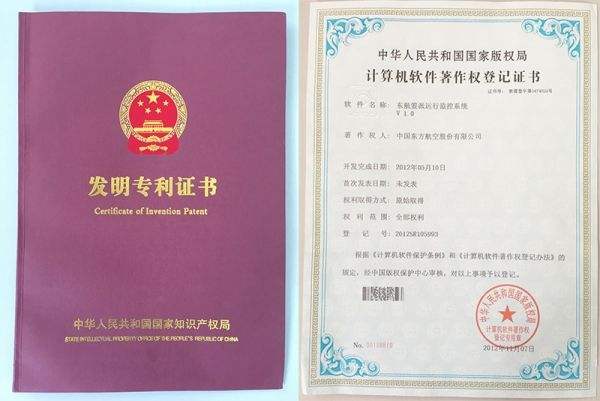 发明专利证书
Certificate of Invention Patent
中华人民共和国国家知识产权局
STATE INTELLECTUAL PROPERTY OFFICE OF THE PEOPLE'S REPUBLIC OF CHINA
中华人民共和国国家版权局
计算机软件著作权登记证书
证书号：
软件名称：东航签派运行监控系统
V1.0
著作权人：中国东方航空股份有限公司
开发完成日期：2012年05月10日
首次发表日期：未发表
权利取得方式：原始取得
权利范围：全部权利
登记号：2012SR105993
根据《计算机软件保护条例》和《计算机软件著作权登记办法》的
规定，经中国版权保护中心审核，对以上事项予以登记。
中华人民共和国国家版权局
计算机软件著作权
登记专用章
No.
2012年11月07日